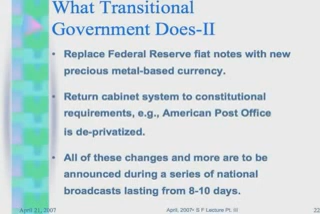 What Transitional
Government Does-II
• Replace Federal Reserve fiat notes with new
precious metal-based currency.
• Return cabinet system to constitutional
requirements, e.g., American Post Office
is de-privatized.
• All of these changes and more are to be
announced during a series of national
broadcasts lasting from 8-10 days.
April 21, 2007
April, 2007- S F Lecture Pt. III
22